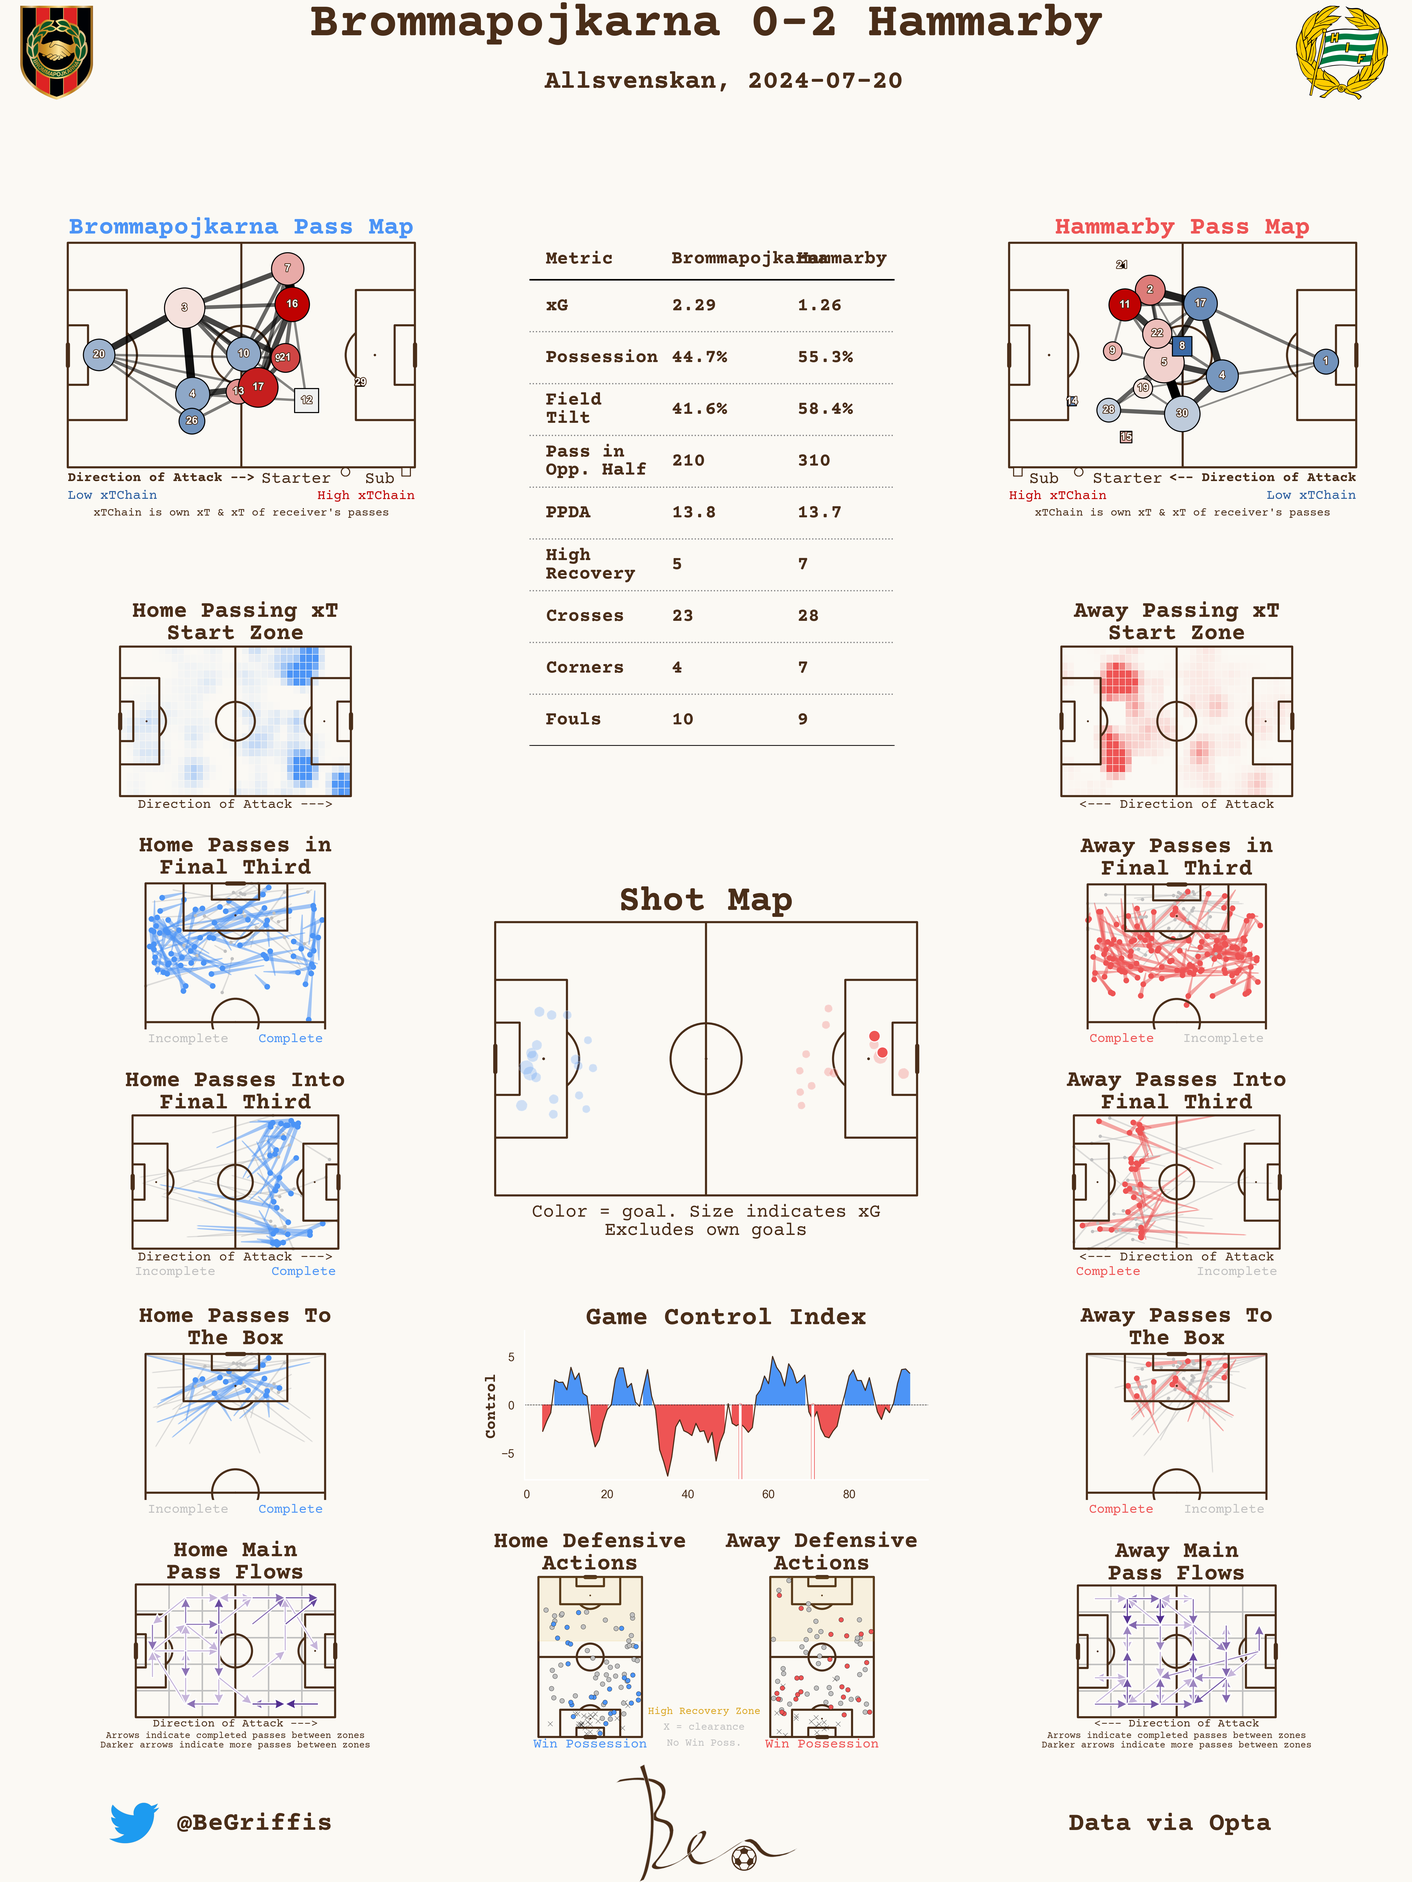 Brommapojkarna 0-2 Hammarby
Allsvenskan, 2024-07-20
H
I
F
BROMMAPOJKARNA
Brommapojkarna Pass Map
7
3
16
20
10
9
21
13
17
4
12
29
26
Direction of Attack --> Starter Sub
Low xTChain High xTChain
xTChain is own xT & xT of receiver's passes
Metric Brommapojkarna Hammarby
xG 2.29 1.26
Possession 44.7% 55.3%
Field
Tilt 41.6% 58.4%
Pass in
Opp. Half 210 310
PPDA 13.8 13.7
High
Recovery 5 7
Crosses 23 28
Corners 4 7
Fouls 10 9
Hammarby Pass Map
21
2
11
17
22
8
9
5
1
4
19
14
28
30
15
Sub Starter <-- Direction of Attack
High xTChain Low xTChain
xTChain is own xT & xT of receiver's passes
Home Passing xT
Start Zone
Direction of Attack --->
Away Passing xT
Start Zone
<--- Direction of Attack
Home Passes in
Final Third
Incomplete Complete
Away Passes in
Final Third
Complete Incomplete
Shot Map
Color = goal. Size indicates xG
Excludes own goals
Home Passes Into
Final Third
Direction of Attack --->
Incomplete Complete
Away Passes Into
Final Third
<--- Direction of Attack
Complete Incomplete
Home Passes To
The Box
Incomplete Complete
Game Control Index
Control
5
0
−5
0 20 40 60 80
Away Passes To
The Box
Complete Incomplete
Home Main
Pass Flows
Direction of Attack --->
Arrows indicate completed passes between zones
Darker arrows indicate more passes between zones
Home Defensive
Actions
Win Possession
High Recovery Zone
X = clearance
No Win Poss.
Away Defensive
Actions
Win Possession
Away Main
Pass Flows
<--- Direction of Attack
Arrows indicate completed passes between zones
Darker arrows indicate more passes between zones
@BeGriffis
Ben
Data via Opta